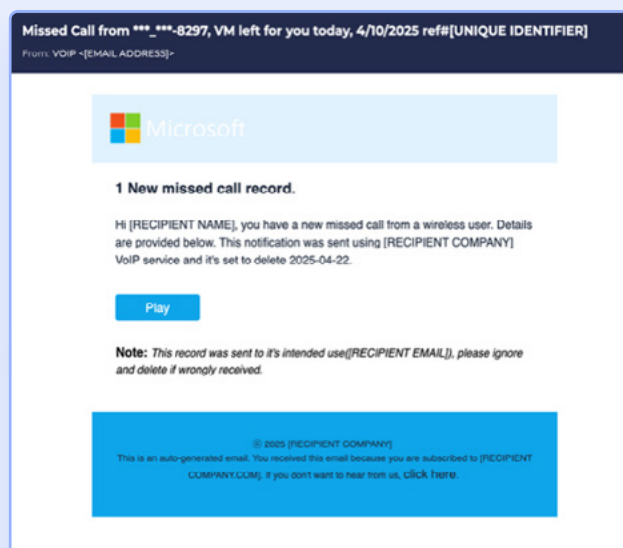 Missed Call from ***_***-8297, VM left for you today, 4/10/2025 ref#[UNIQUE IDENTIFIER]
From: VOIP <[EMAIL ADDRESS]>
Microsoft
1 New missed call record.
Hi [RECIPIENT NAME], you have a new missed call from a wireless user. Details
are provided below. This notification was sent using [RECIPIENT COMPANY]
VoIP service and it's set to delete 2025-04-22.
Play
Note: This record was sent to it's intended use([RECIPIENT EMAIL]), please ignore
and delete if wrongly received.
© 2025 [RECIPIENT COMPANY]
This is an auto-generated email. You received this email because you are subscribed to [RECIPIENT
COMPANY.COM]. If you don't want to hear from us, click here.